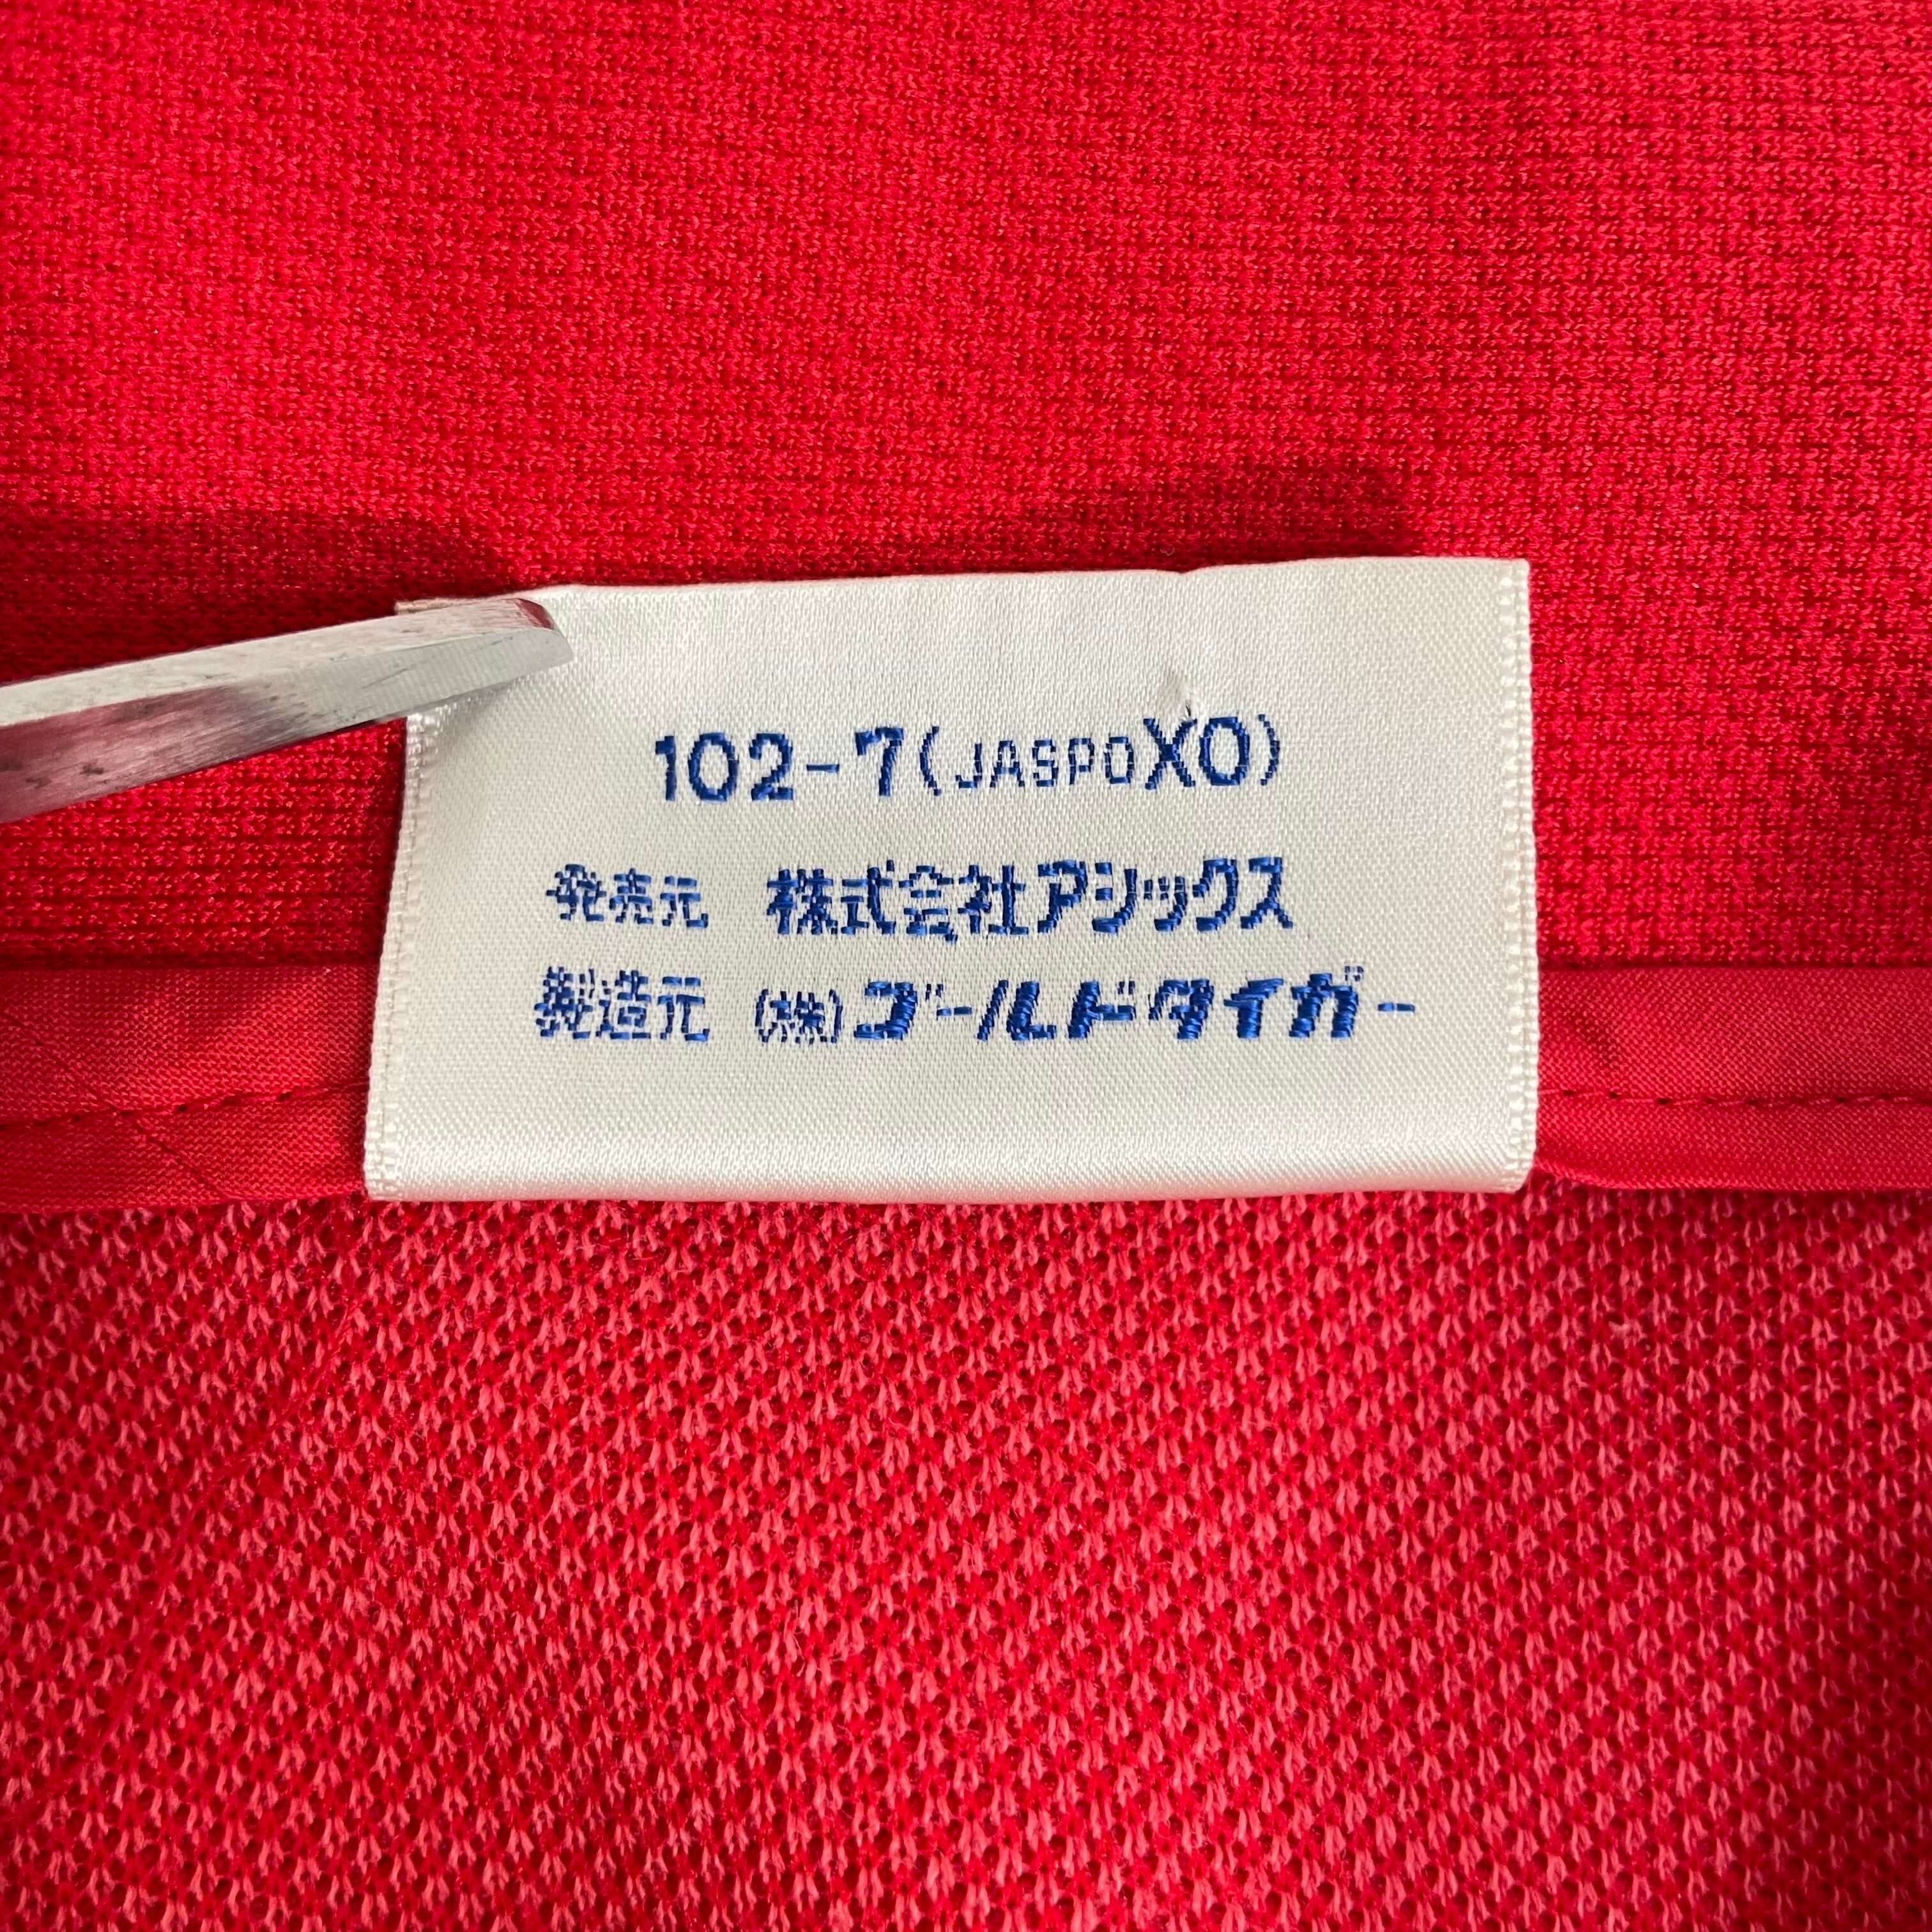 102-7(JASPO XO)
発売元 株式会社アシックス
製造元 (株)ゴールドタイガー